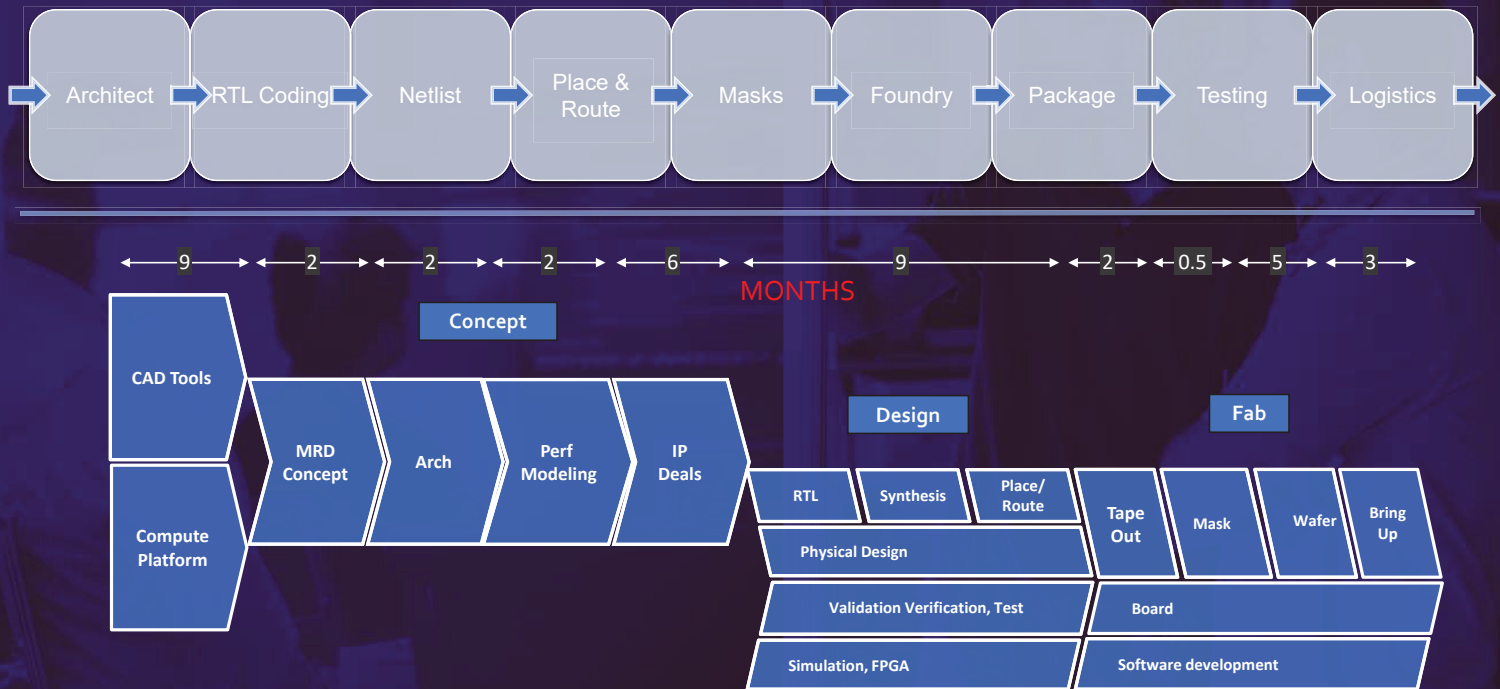 Architect
RTL Coding
Netlist
Place &
Route
Masks
Foundry
Package
Testing
Logistics
9
2
2
2
6
9
2
0.5
5
3
MONTHS
Concept
Design
Fab
CAD Tools
Compute
Platform
MRD
Concept
Arch
Perf
Modeling
IP
Deals
RTL
Synthesis
Place/
Route
Tape
Out
Mask
Wafer
Bring
Up
Physical Design
Validation Verification, Test
Board
Simulation, FPGA
Software development